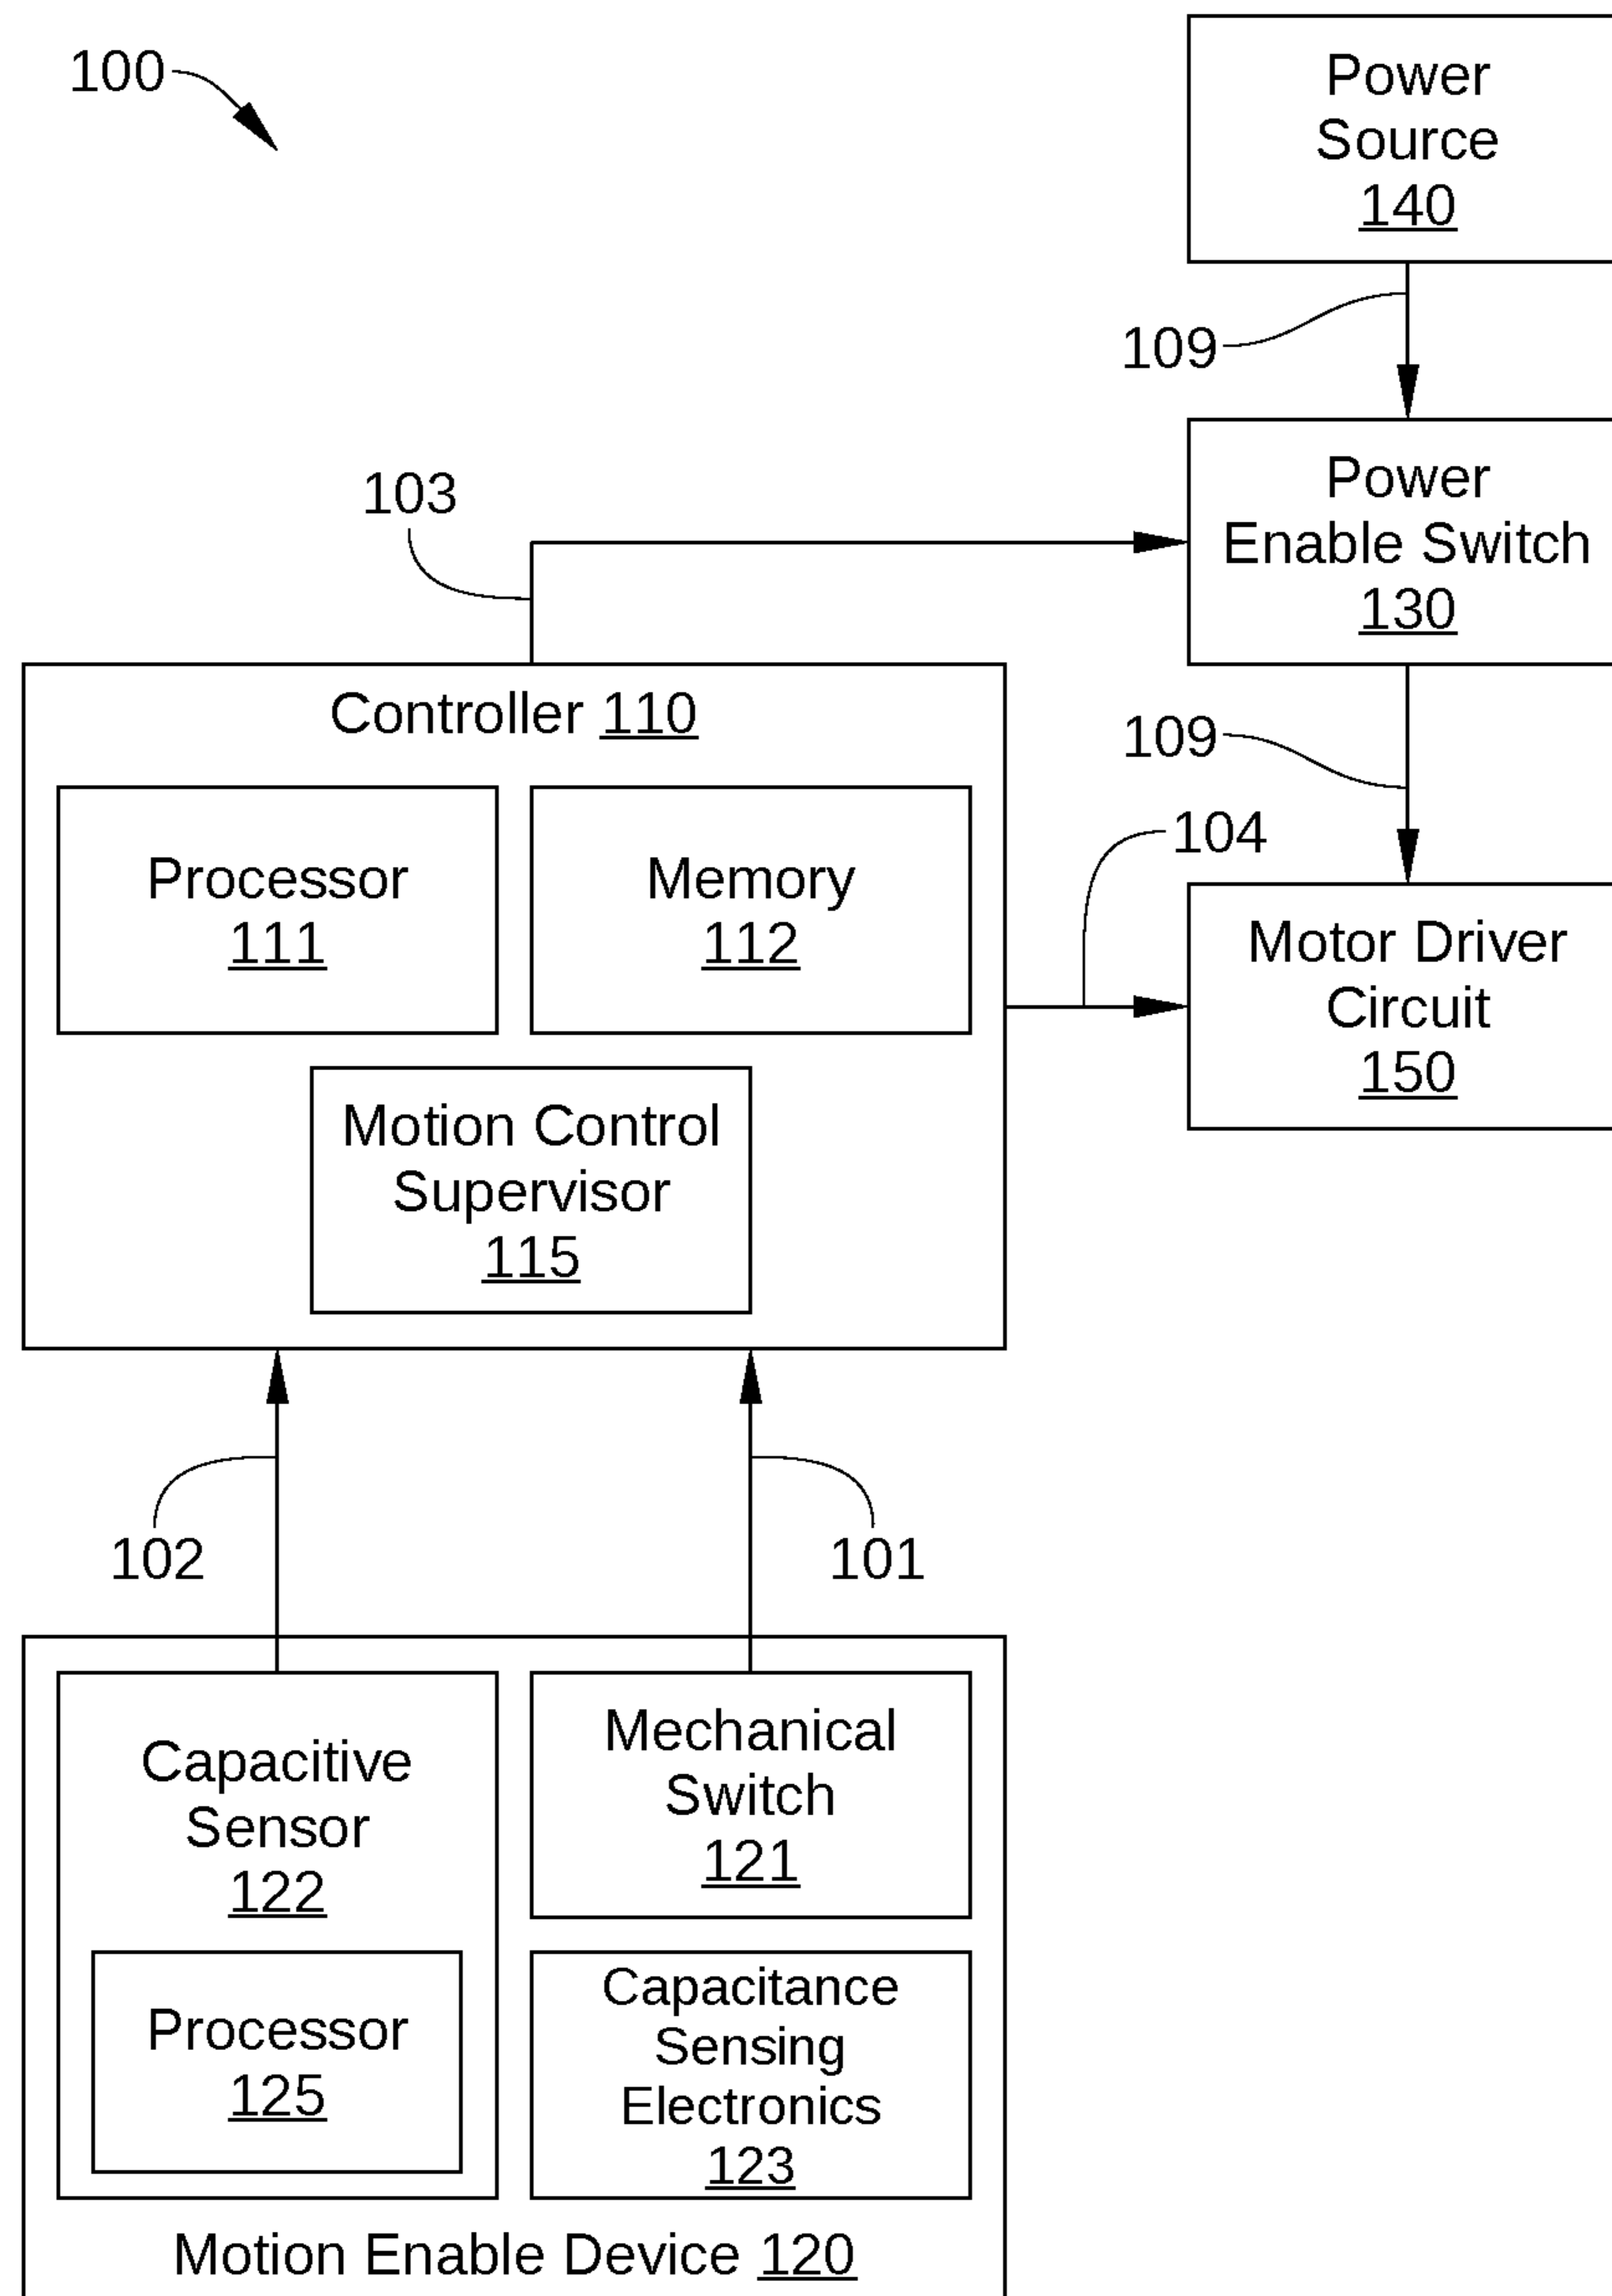 100
Power
Source
140
109
Power
Enable Switch
130
103
Controller 110
109
104
Processor
111
Memory
112
Motor Driver
Circuit
150
Motion Control
Supervisor
115
102
101
Capacitive
Sensor
122
Mechanical
Switch
121
Processor
125
Capacitance
Sensing
Electronics
123
Motion Enable Device 120